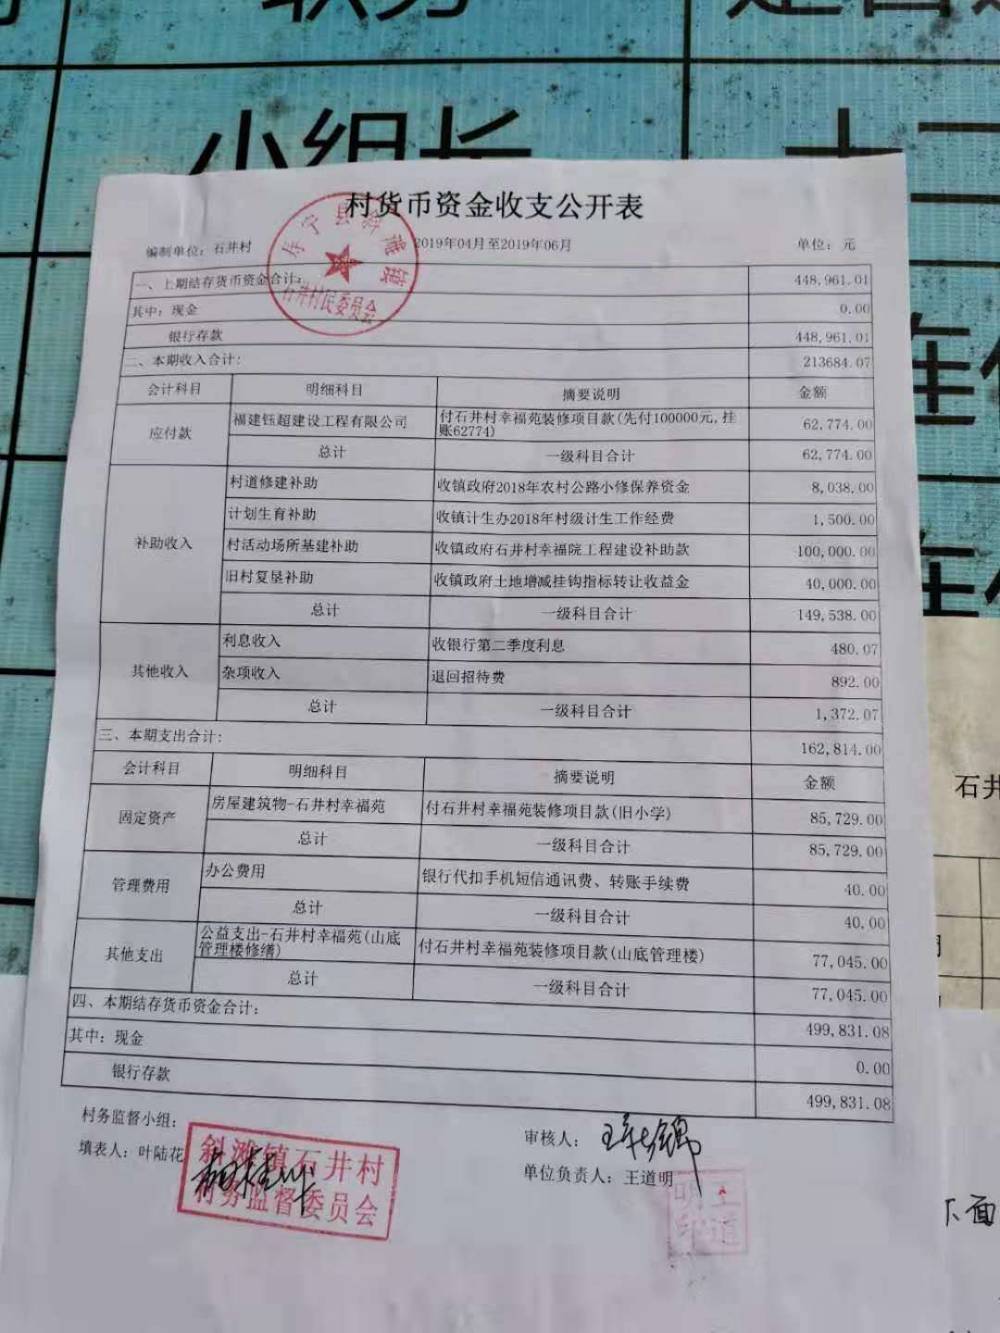 职务
小组长
村货币资金收支公开表
编制单位：石井村 2019年04月至2019年06月 单位：元
寿宁县斜滩镇
石井村民委员会
一、上期结存货币资金合计： 448,961.01
其中：现金 0.00
银行存款 448,961.01
二、本期收入合计: 213684.07
会计科目 明细科目 摘要说明 金额
应付款 福建钰超建设工程有限公司 付石井村幸福苑装修项目款(先付100000元,挂账62774) 62,774.00
总计 一级科目合计 62,774.00
补助收入 村道修建补助 收镇政府2018年农村公路小修保养资金 8,038.00
计划生育补助 收镇计生办2018年村级计生工作经费 1,500.00
村活动场所基建补助 收镇政府石井村幸福院工程建设补助款 100,000.00
旧村复垦补助 收镇政府土地增减挂钩指标转让收益金 40,000.00
总计 一级科目合计 149,538.00
其他收入 利息收入 收银行第二季度利息 480.07
杂项收入 退回招待费 892.00
总计 一级科目合计 1,372.07
三、本期支出合计: 162,814.00
会计科目 明细科目 摘要说明 金额
固定资产 房屋建筑物-石井村幸福苑 付石井村幸福苑装修项目款(旧小学) 85,729.00
总计 一级科目合计 85,729.00
管理费用 办公费用 银行代扣手机短信通讯费、转账手续费 40.00
总计 一级科目合计 40.00
其他支出 公益支出-石井村幸福苑(山底管理楼修缮) 付石井村幸福苑装修项目款(山底管理楼) 77,045.00
总计 一级科目合计 77,045.00
四、本期结存货币资金合计: 499,831.08
其中：现金 0.00
银行存款 499,831.08
村务监督小组： 审核人：
填表人：叶陆花 单位负责人：王道明
斜滩镇石井村
村务监督委员会
王道明印
石井
下面